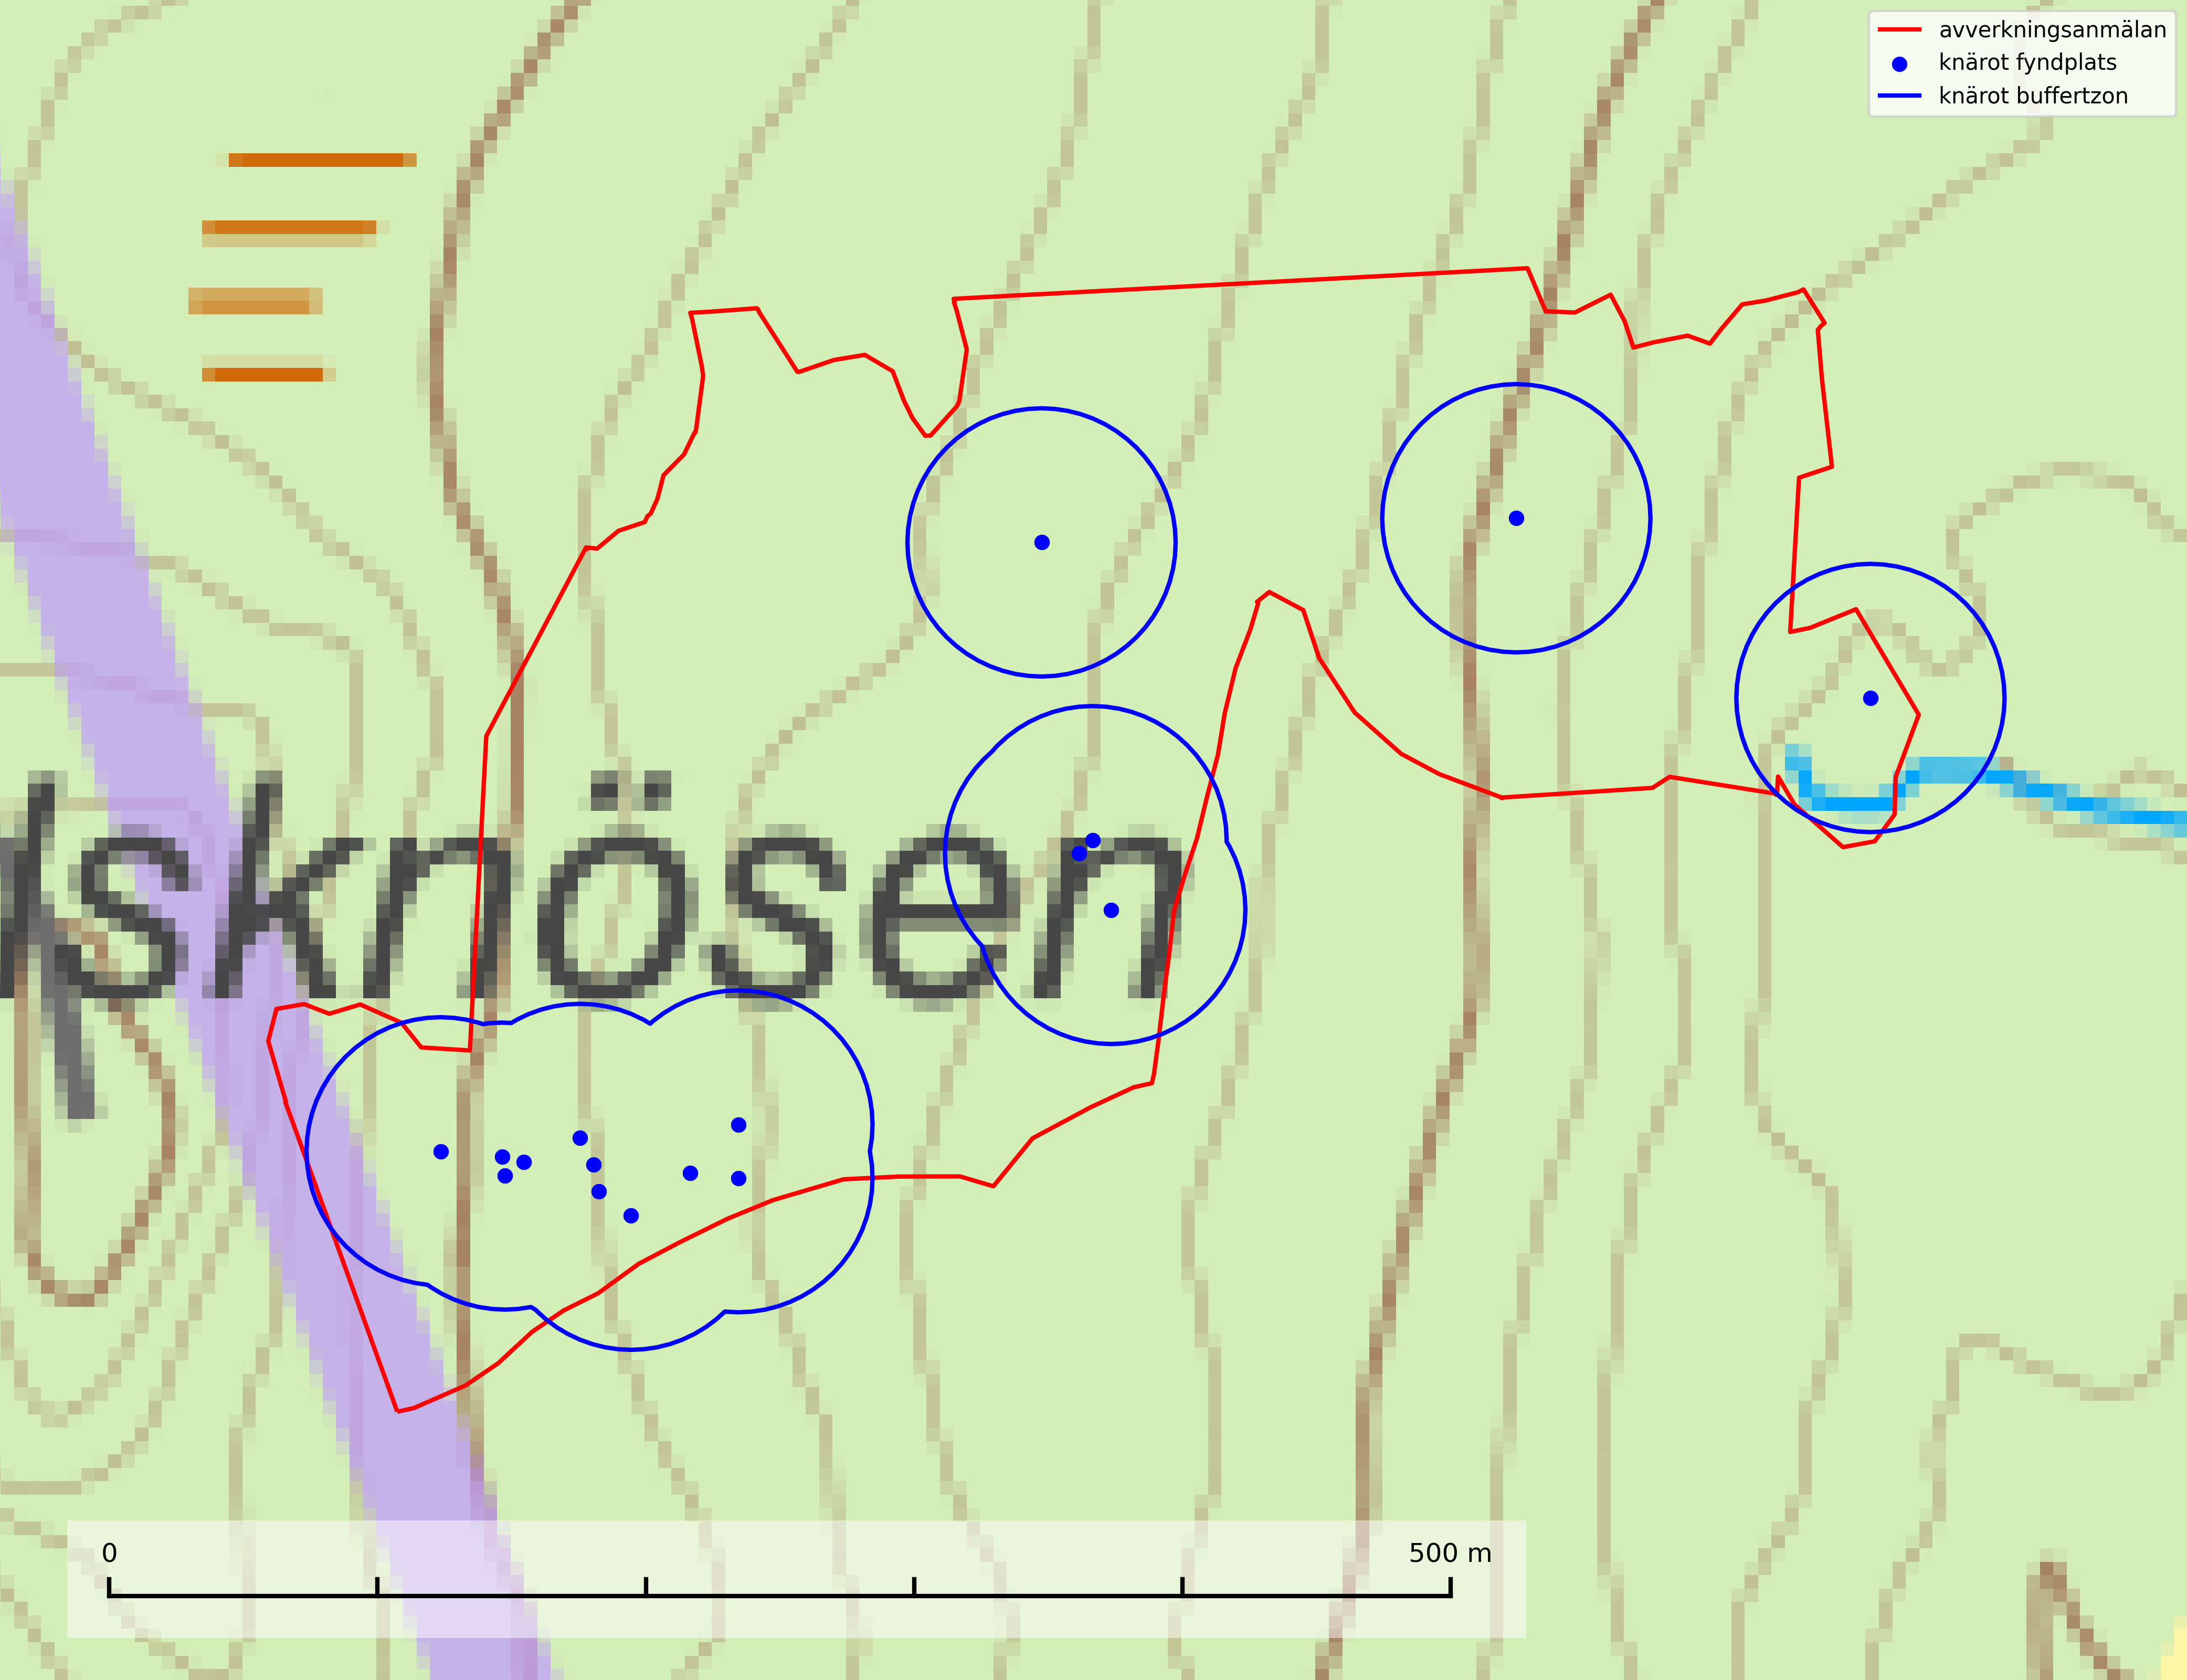 avverkningsanmälan
knärot fyndplats
knärot buffertzon
sknösen
0 500 m